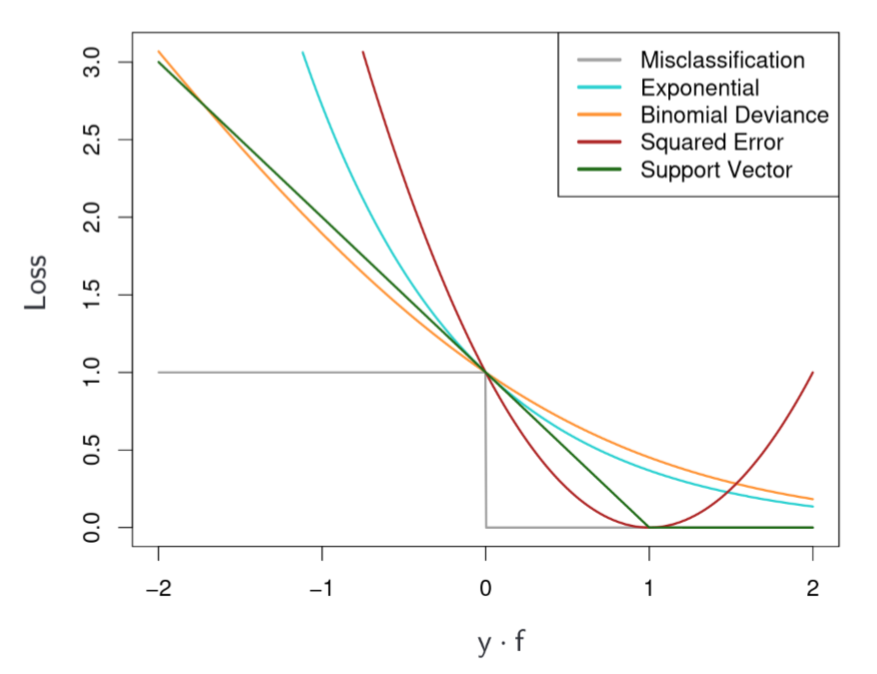 Misclassification
Exponential
Binomial Deviance
Squared Error
Support Vector
3.0
2.5
2.0
1.5
1.0
0.5
0.0
Loss
−2 −1 0 1 2
y · f